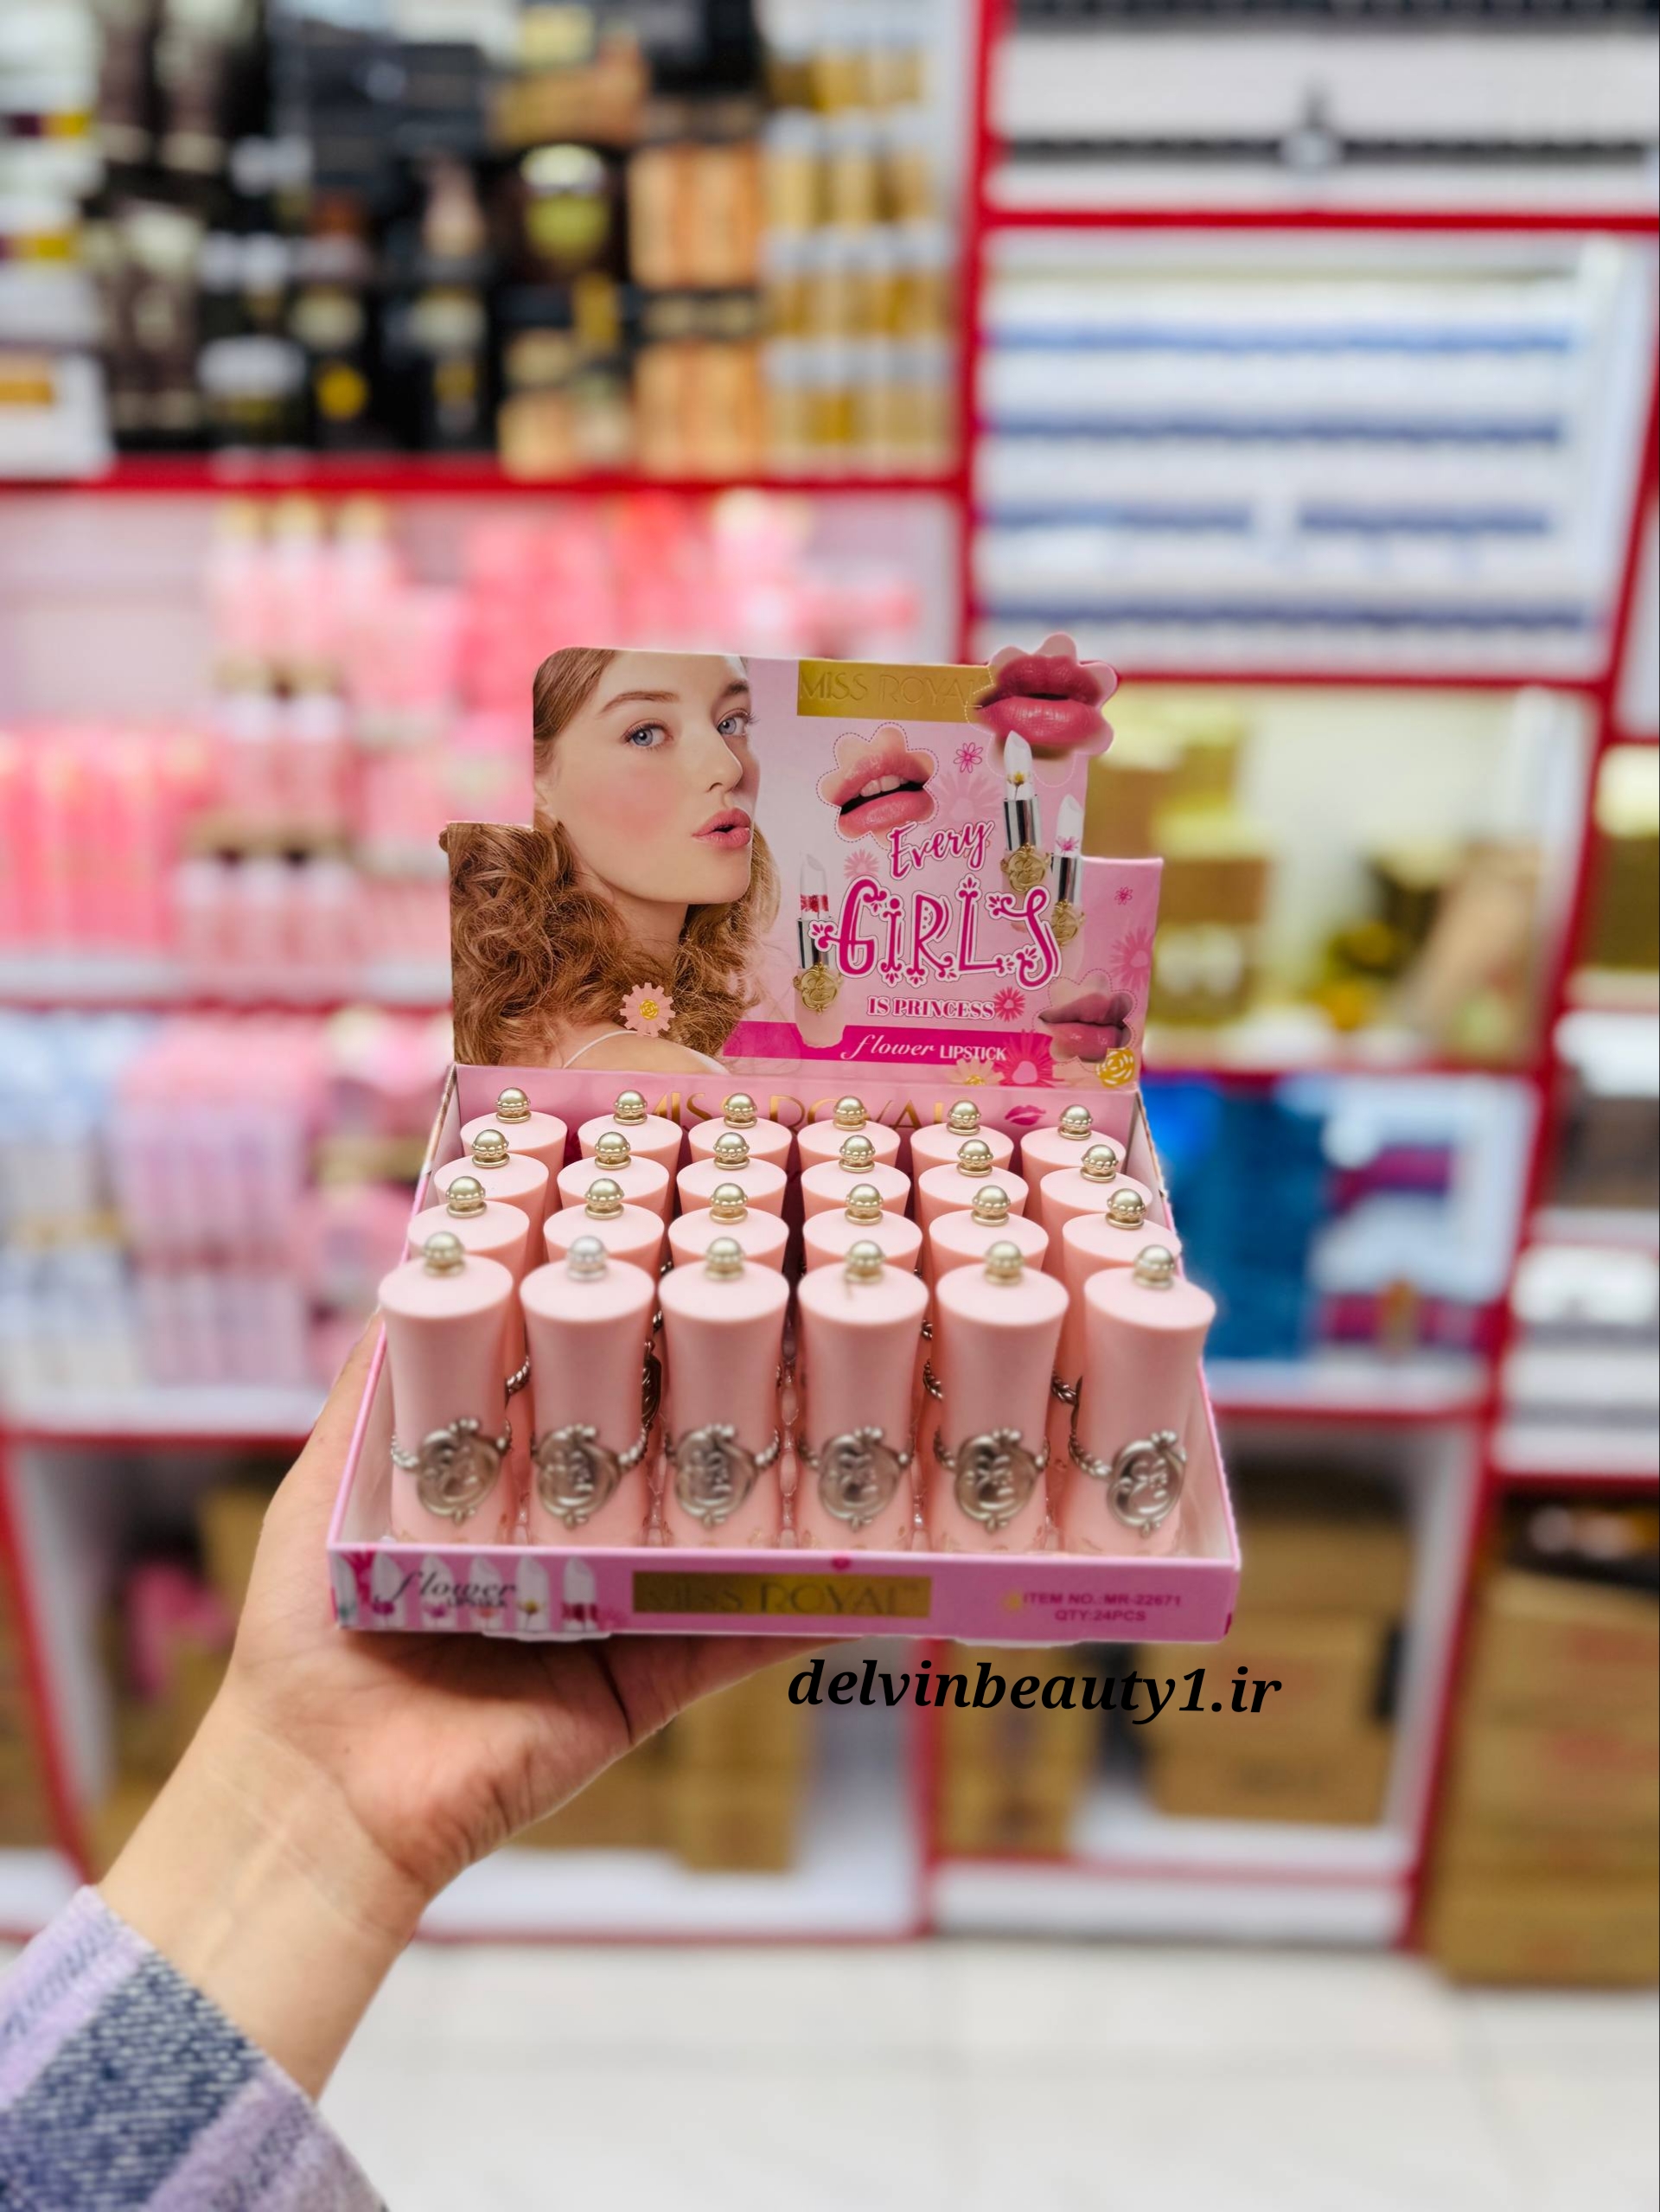 MISS ROYAL
Every
GIRLS
IS PRINCESS
flower LIPSTICK
MISS ROYAL
flower
LIPSTICK
MISS ROYAL
ITEM NO.:MR-22671
QTY:24PCS
delvinbeauty1.ir